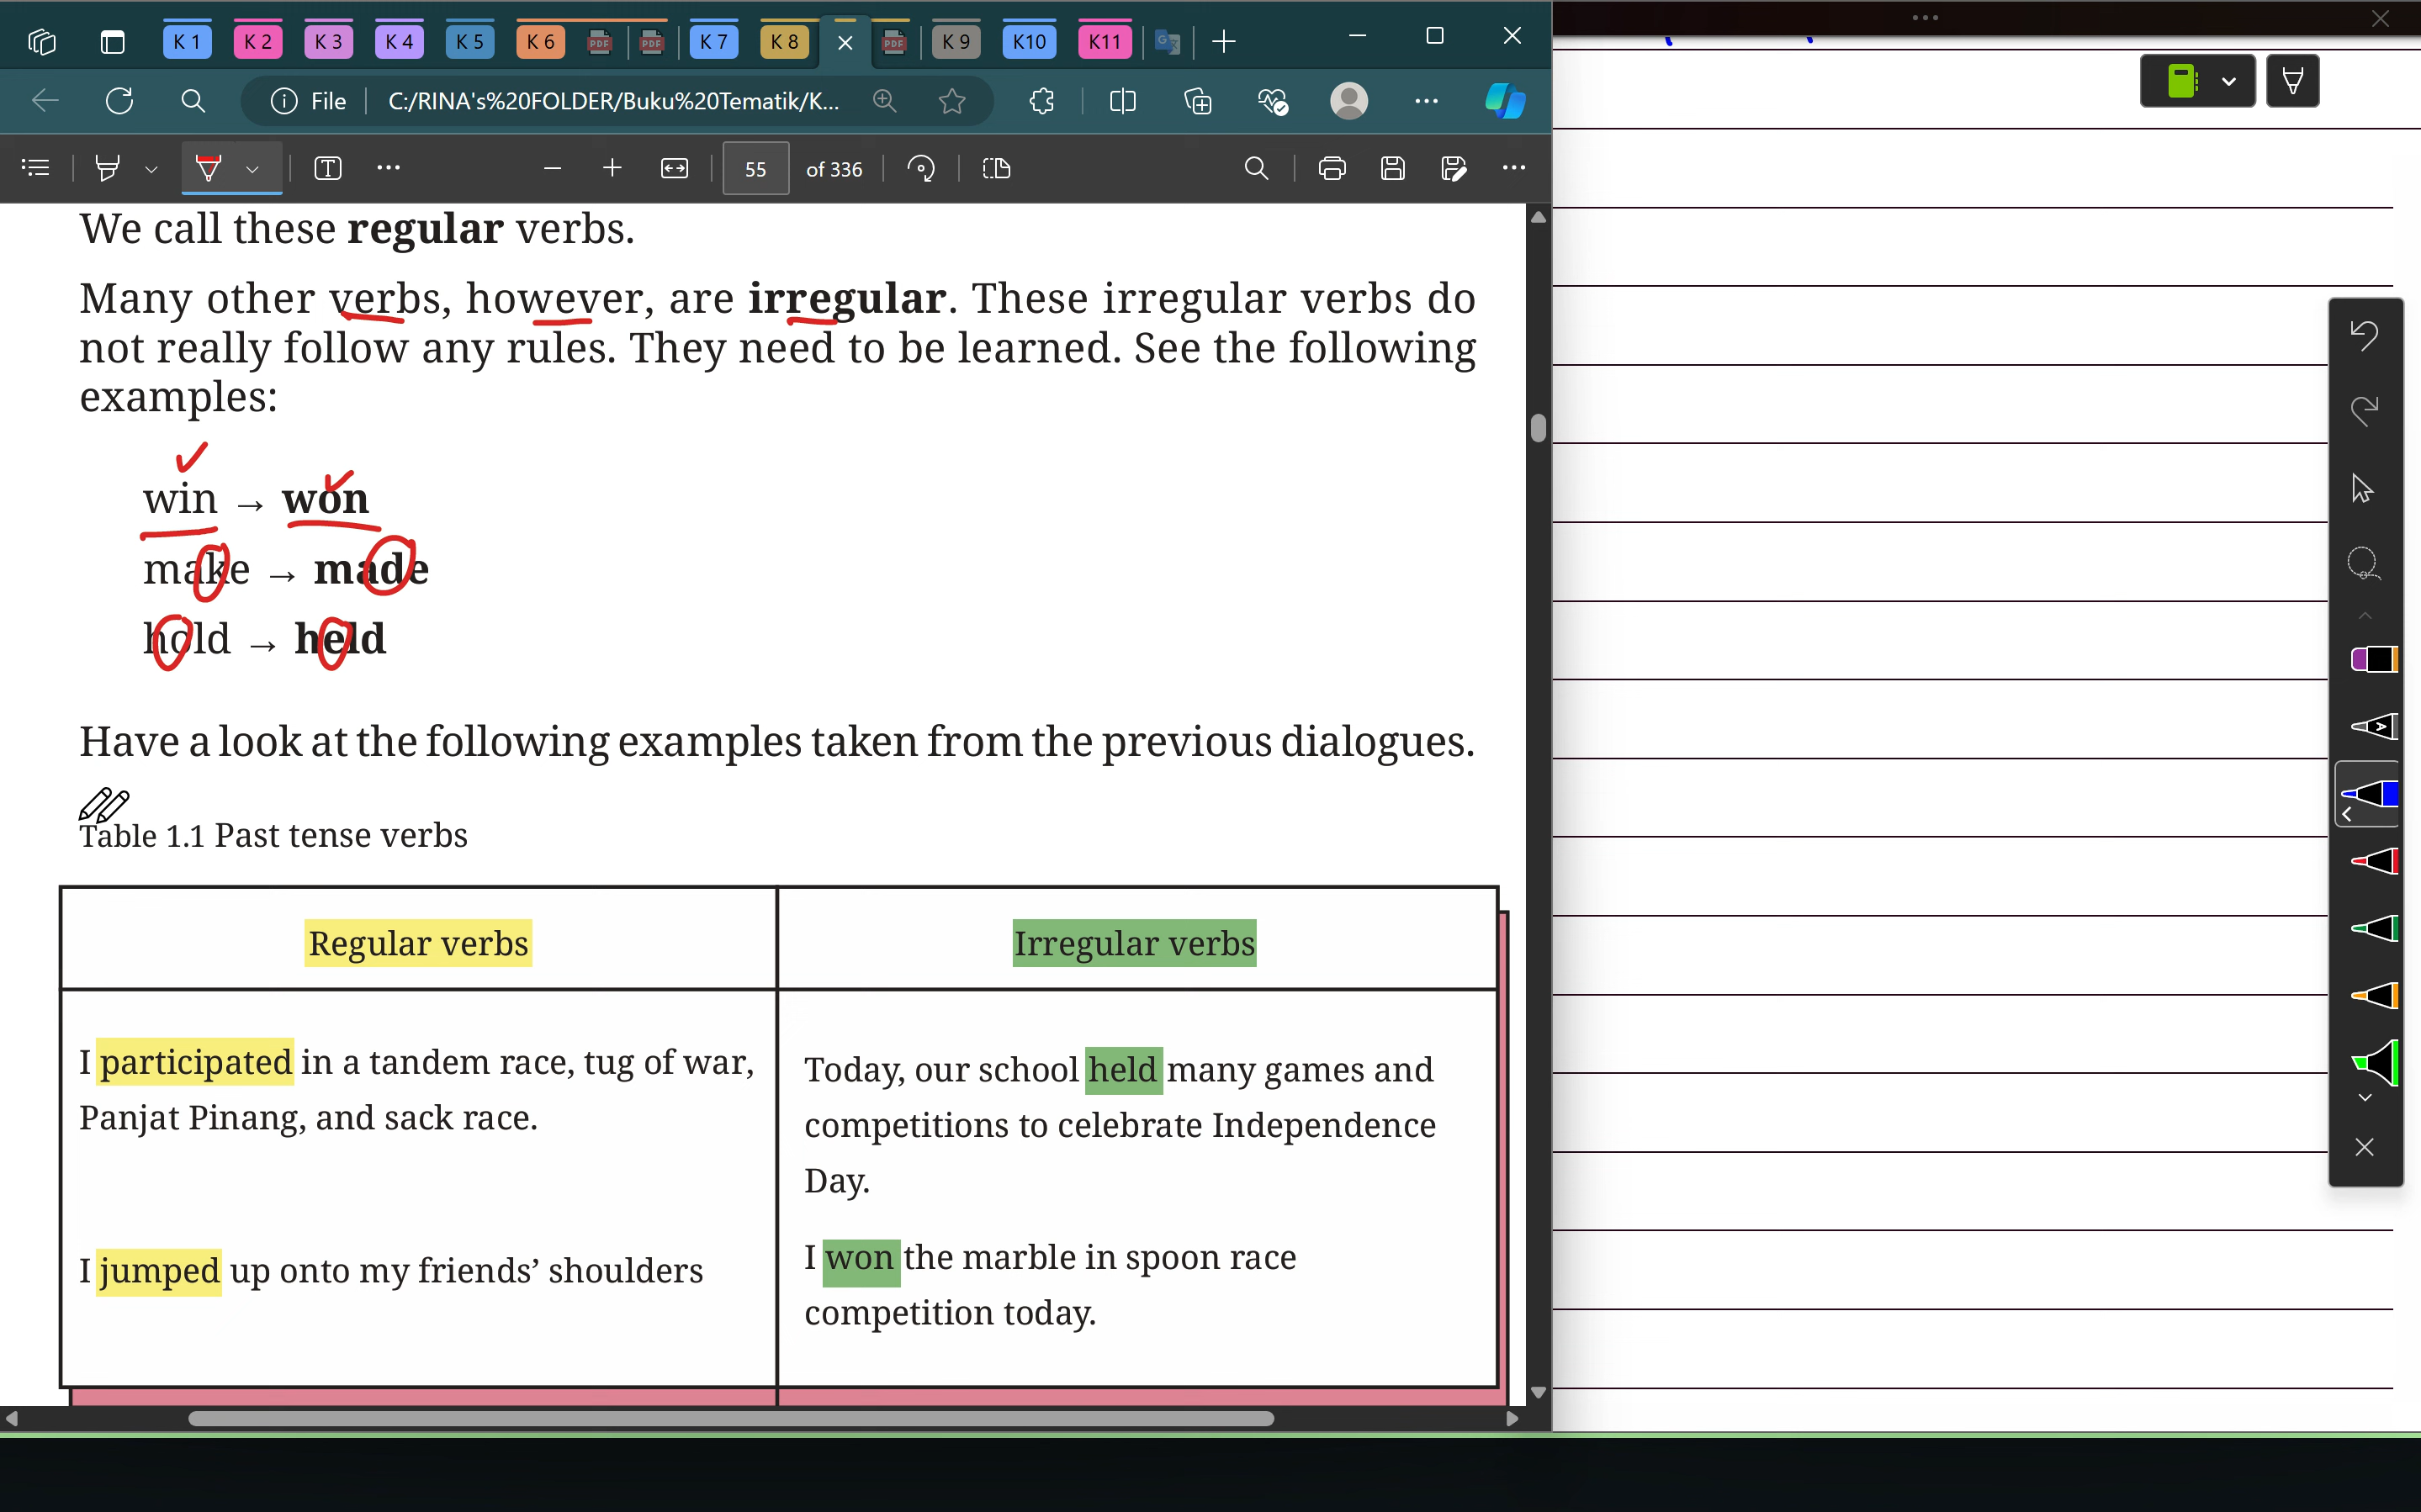 K 1 K 2 K 3 K 4 K 5 K 6 PDF PDF K 7 K 8 PDF K 9 K10 K11
File C:/RINA's%20FOLDER/Buku%20Tematik/K...
55 of 336
We call these regular verbs.
Many other verbs, however, are irregular. These irregular verbs do
not really follow any rules. They need to be learned. See the following
examples:
win → won
make → made
hold → held
Have a look at the following examples taken from the previous dialogues.
Table 1.1 Past tense verbs
Regular verbs
Irregular verbs
I participated in a tandem race, tug of war,
Panjat Pinang, and sack race.
I jumped up onto my friends’ shoulders
Today, our school held many games and
competitions to celebrate Independence
Day.
I won the marble in spoon race
competition today.